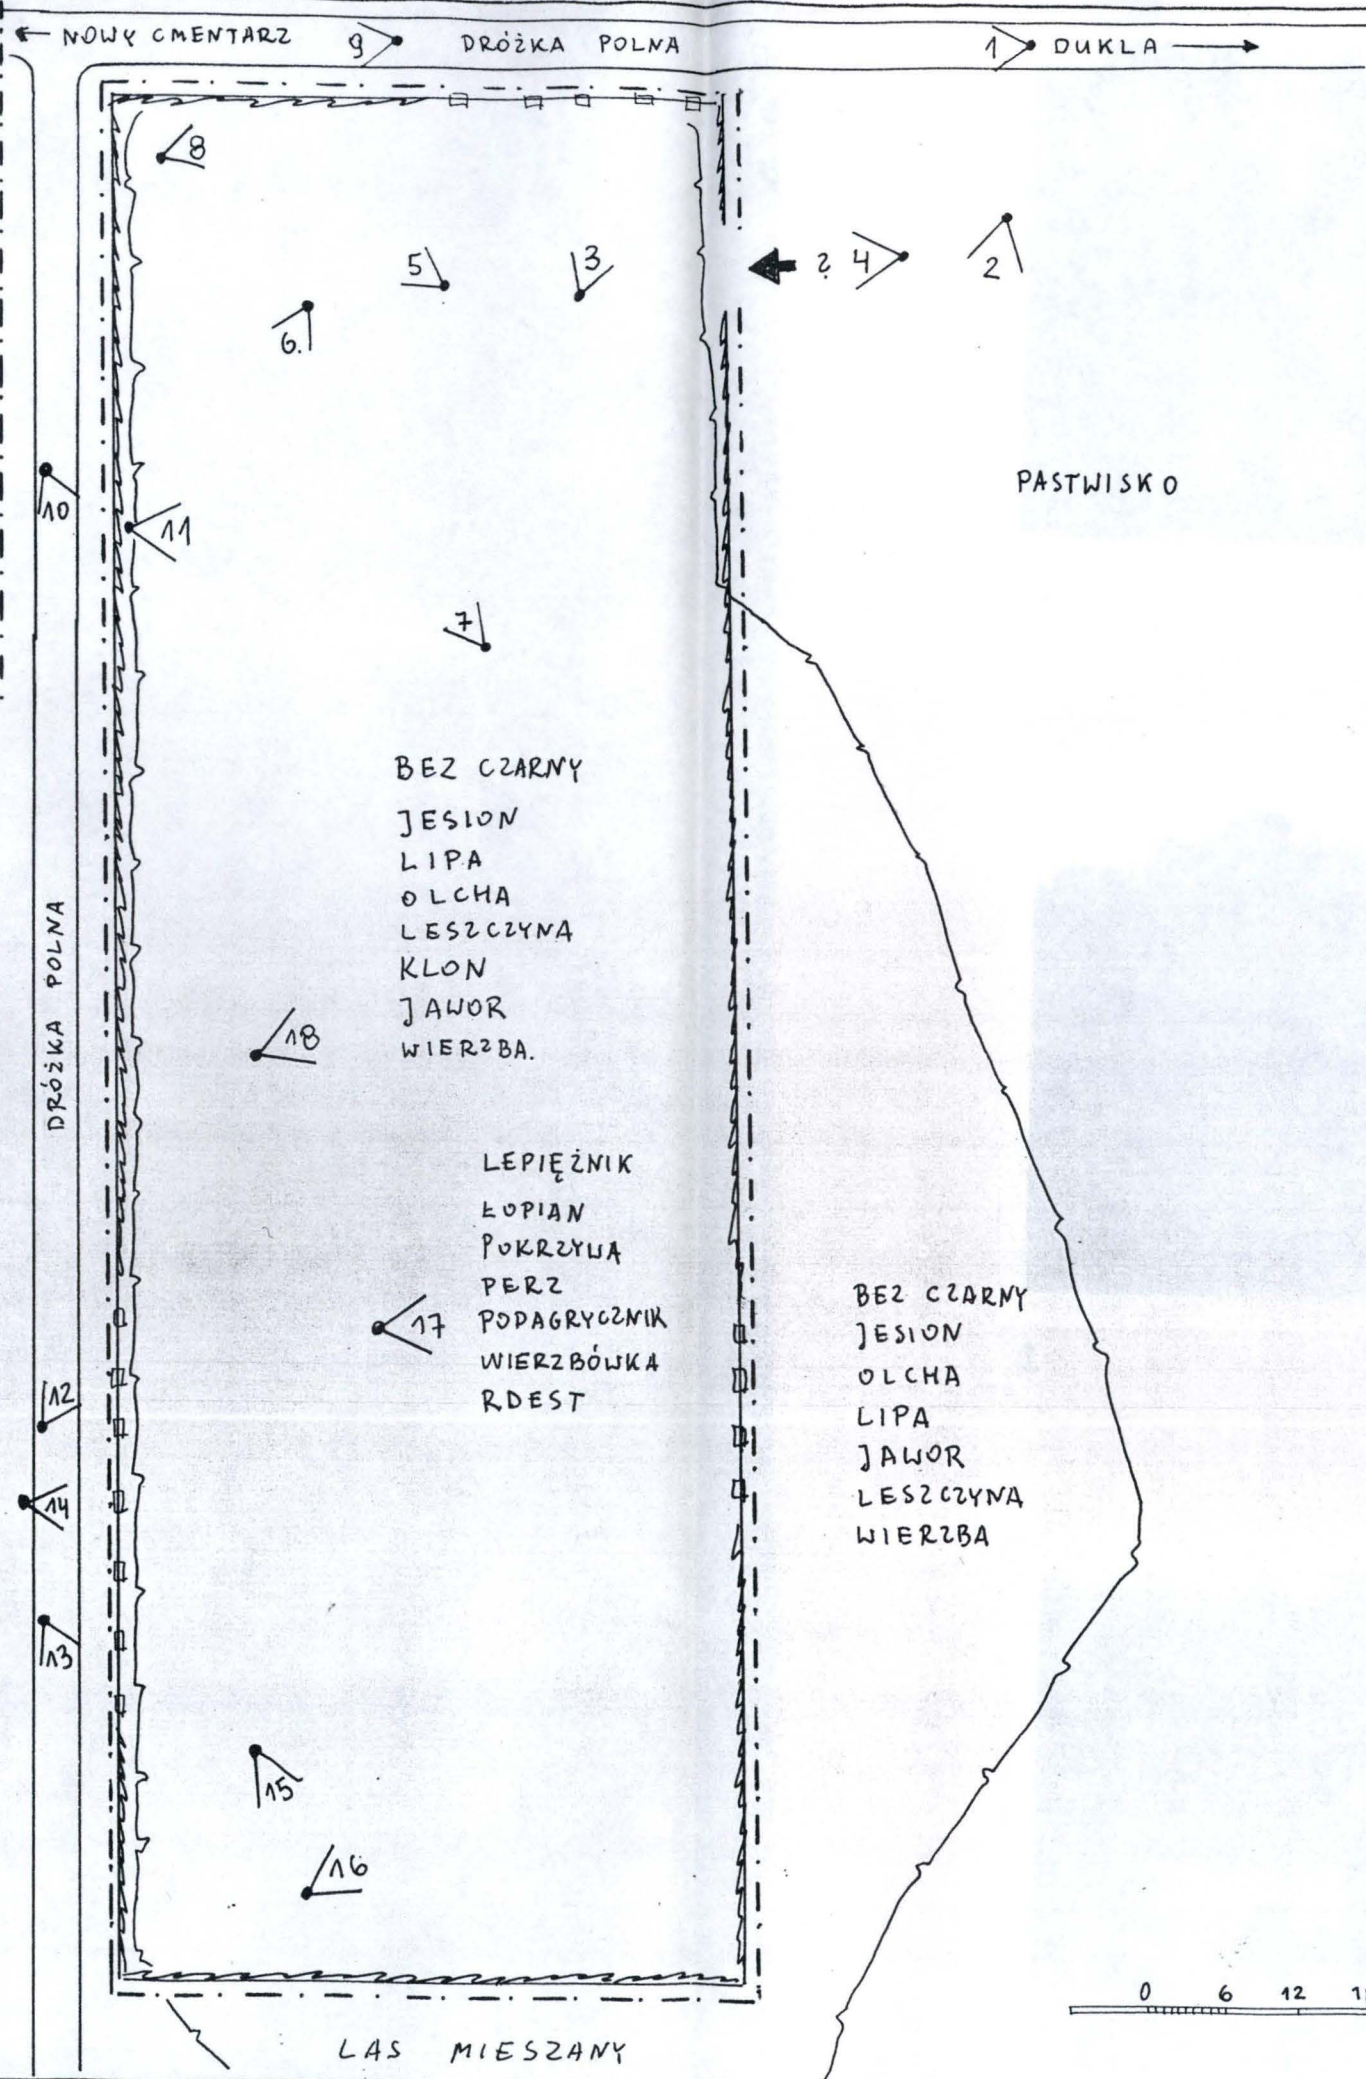 ← NOWY CMENTARZ
9
DRÓŻKA POLNA
1
DUKLA →
8
5
3
? 4
2
6.
10
11
PASTWISKO
7
BEZ CZARNY
JESION
LIPA
OLCHA
LESZCZYNA
KLON
JAWOR
WIERZBA.
DRÓŻKA POLNA
18
LEPIĘŻNIK
ŁOPIAN
POKRZYWA
PERZ
PODAGRYCZNIK
WIERZBÓWKA
RDEST
17
BEZ CZARNY
JESION
OLCHA
LIPA
JAWOR
LESZCZYNA
WIERZBA
12
14
13
15
16
0 6 12
LAS MIESZANY